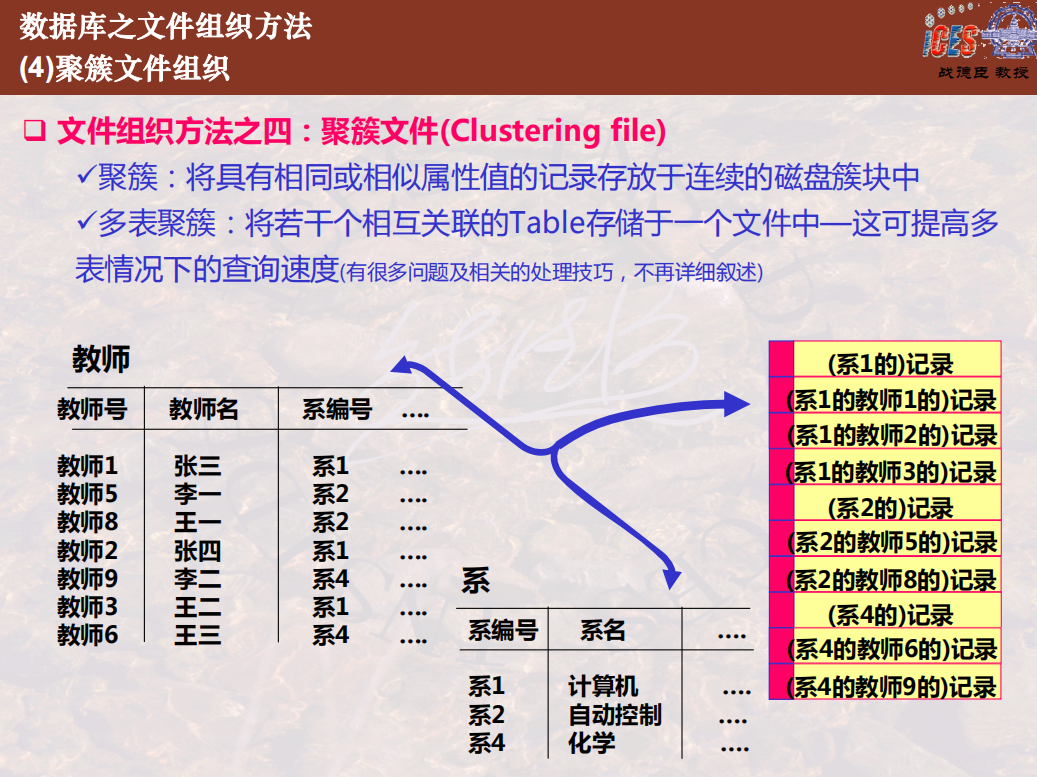 数据库之文件组织方法
(4)聚簇文件组织
ICES
战德臣 教授
❑ 文件组织方法之四：聚簇文件(Clustering file)
✓聚簇：将具有相同或相似属性值的记录存放于连续的磁盘簇块中
✓多表聚簇：将若干个相互关联的Table存储于一个文件中—这可提高多
表情况下的查询速度(有很多问题及相关的处理技巧，不再详细叙述)
教师
教师号 教师名 系编号 ....
教师1 张三 系1 ....
教师5 李一 系2 ....
教师8 王一 系2 ....
教师2 张四 系1 ....
教师9 李二 系4 ....
教师3 王二 系1 ....
教师6 王三 系4 ....
系
系编号 系名 ....
系1 计算机 ....
系2 自动控制 ....
系4 化学 ....
(系1的)记录
(系1的教师1的)记录
(系1的教师2的)记录
(系1的教师3的)记录
(系2的)记录
(系2的教师5的)记录
(系2的教师8的)记录
(系4的)记录
(系4的教师6的)记录
(系4的教师9的)记录